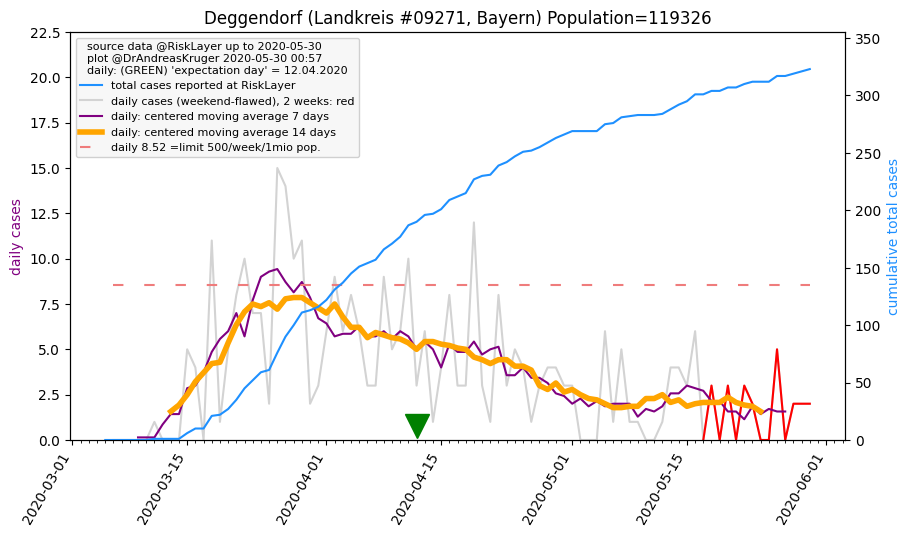 Deggendorf (Landkreis #09271, Bayern) Population=119326
source data @RiskLayer up to 2020-05-30
plot @DrAndreasKruger 2020-05-30 00:57
daily: (GREEN) 'expectation day' = 12.04.2020
total cases reported at RiskLayer
daily cases (weekend-flawed), 2 weeks: red
daily: centered moving average 7 days
daily: centered moving average 14 days
daily 8.52 =limit 500/week/1mio pop.
daily cases
22.5
20.0
17.5
15.0
12.5
10.0
7.5
5.0
2.5
0.0
350
300
250
200
150
100
50
0
cumulative total cases
2020-03-01
2020-03-15
2020-04-01
2020-04-15
2020-05-01
2020-05-15
2020-06-01